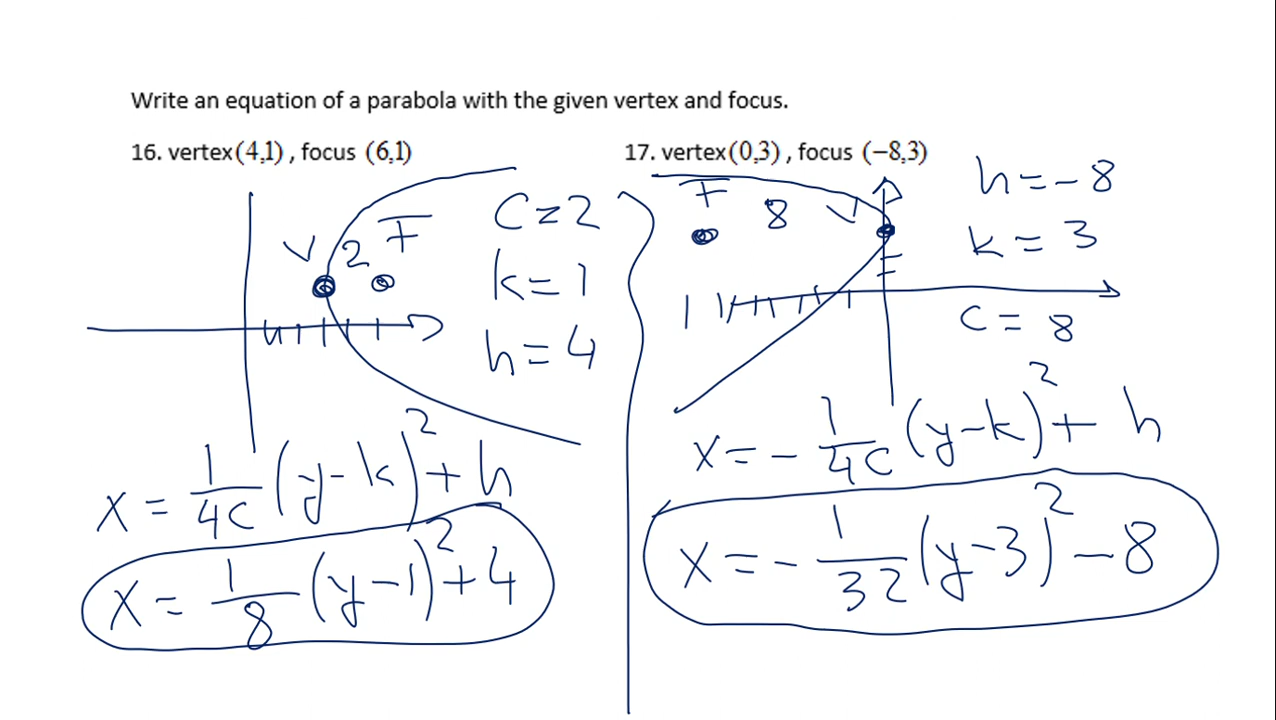 Write an equation of a parabola with the given vertex and focus.
16. vertex(4,1) , focus (6,1)
V 2 F
C=2
k=1
h=4
x = 1/4c (y-k)^2 + h
x = 1/8 (y-1)^2 + 4
17. vertex(0,3) , focus (−8,3)
F 8 V
h=-8
k=3
c=8
x = - 1/4c (y-k)^2 + h
x = - 1/32 (y-3)^2 - 8